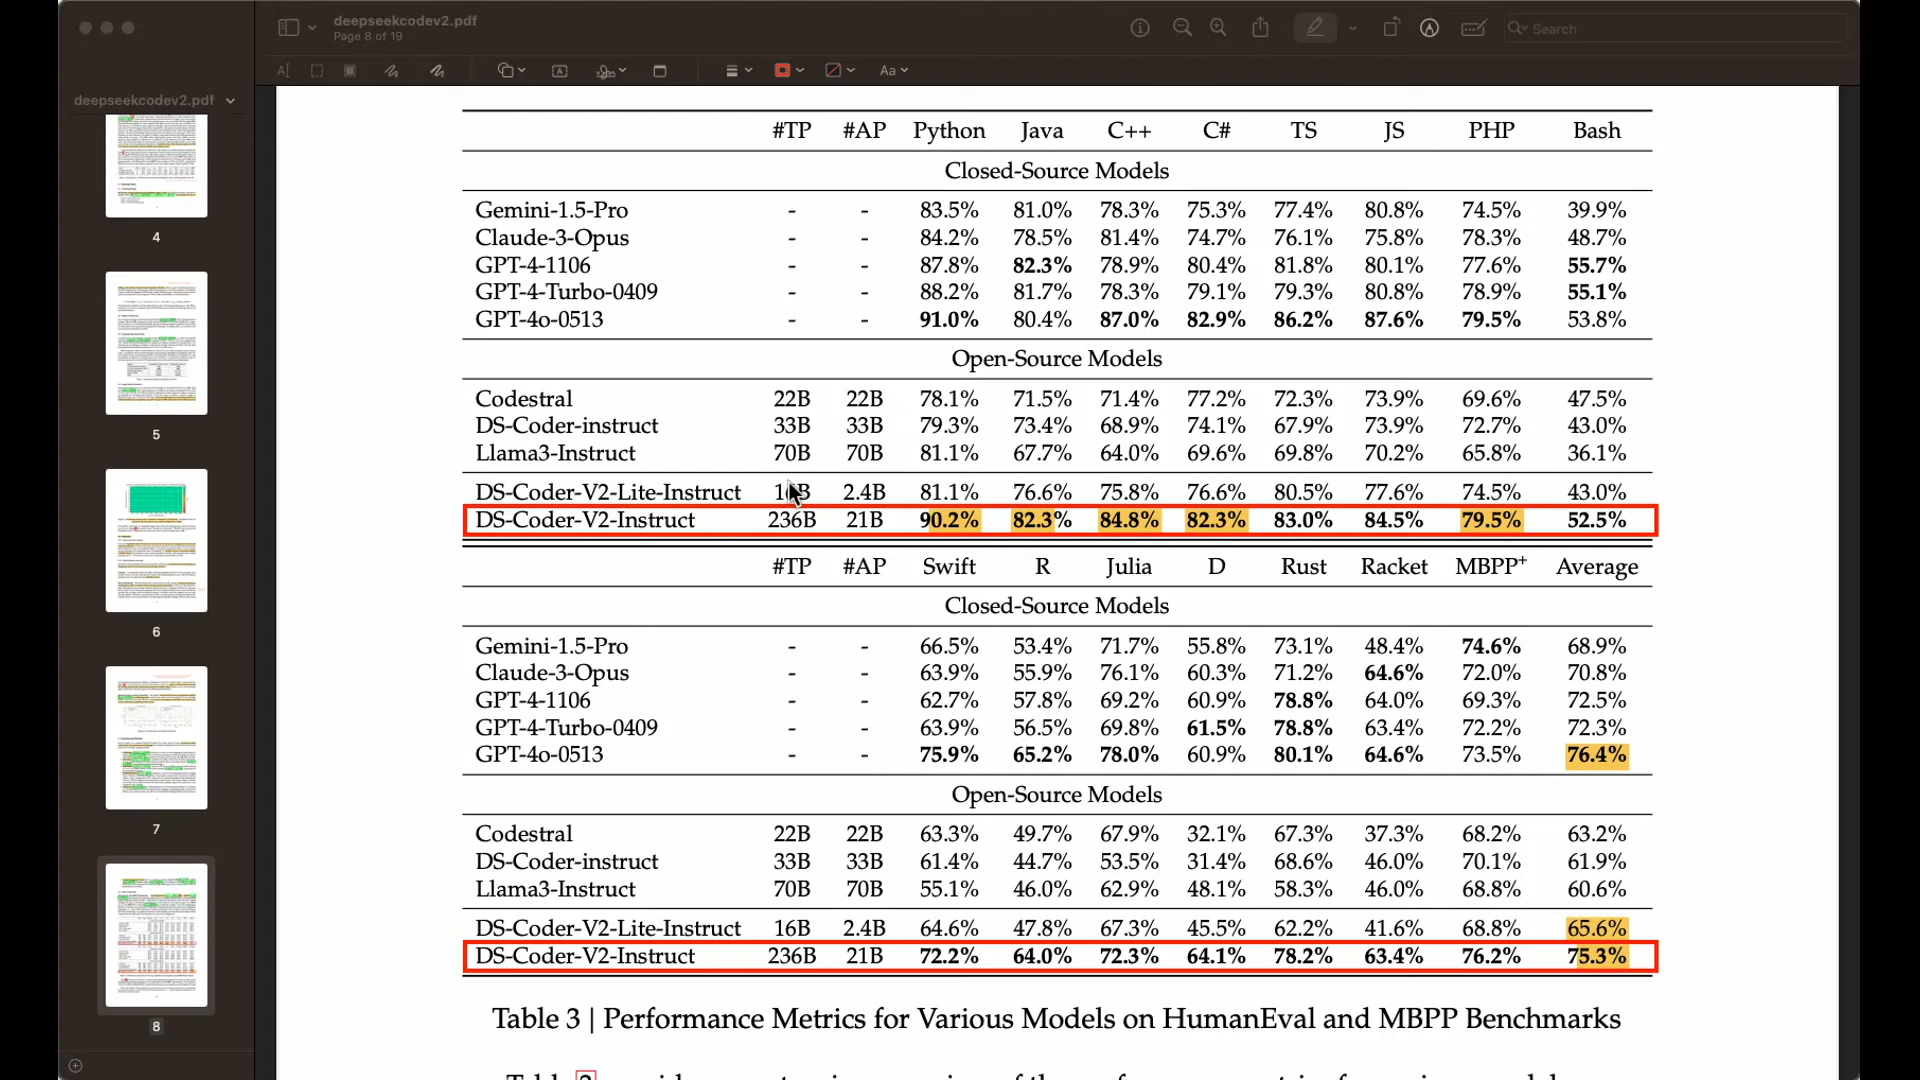 deepseekcodev2.pdf
Page 8 of 19
Search
Aa
deepseekcodev2.pdf
4
5
6
7
8
#TP #AP Python Java C++ C# TS JS PHP Bash
Closed-Source Models
Gemini-1.5-Pro - - 83.5% 81.0% 78.3% 75.3% 77.4% 80.8% 74.5% 39.9%
Claude-3-Opus - - 84.2% 78.5% 81.4% 74.7% 76.1% 75.8% 78.3% 48.7%
GPT-4-1106 - - 87.8% 82.3% 78.9% 80.4% 81.8% 80.1% 77.6% 55.7%
GPT-4-Turbo-0409 - - 88.2% 81.7% 78.3% 79.1% 79.3% 80.8% 78.9% 55.1%
GPT-4o-0513 - - 91.0% 80.4% 87.0% 82.9% 86.2% 87.6% 79.5% 53.8%
Open-Source Models
Codestral 22B 22B 78.1% 71.5% 71.4% 77.2% 72.3% 73.9% 69.6% 47.5%
DS-Coder-instruct 33B 33B 79.3% 73.4% 68.9% 74.1% 67.9% 73.9% 72.7% 43.0%
Llama3-Instruct 70B 70B 81.1% 67.7% 64.0% 69.6% 69.8% 70.2% 65.8% 36.1%
DS-Coder-V2-Lite-Instruct 16B 2.4B 81.1% 76.6% 75.8% 76.6% 80.5% 77.6% 74.5% 43.0%
DS-Coder-V2-Instruct 236B 21B 90.2% 82.3% 84.8% 82.3% 83.0% 84.5% 79.5% 52.5%
#TP #AP Swift R Julia D Rust Racket MBPP+ Average
Closed-Source Models
Gemini-1.5-Pro - - 66.5% 53.4% 71.7% 55.8% 73.1% 48.4% 74.6% 68.9%
Claude-3-Opus - - 63.9% 55.9% 76.1% 60.3% 71.2% 64.6% 72.0% 70.8%
GPT-4-1106 - - 62.7% 57.8% 69.2% 60.9% 78.8% 64.0% 69.3% 72.5%
GPT-4-Turbo-0409 - - 63.9% 56.5% 69.8% 61.5% 78.8% 63.4% 72.2% 72.3%
GPT-4o-0513 - - 75.9% 65.2% 78.0% 60.9% 80.1% 64.6% 73.5% 76.4%
Open-Source Models
Codestral 22B 22B 63.3% 49.7% 67.9% 32.1% 67.3% 37.3% 68.2% 63.2%
DS-Coder-instruct 33B 33B 61.4% 44.7% 53.5% 31.4% 68.6% 46.0% 70.1% 61.9%
Llama3-Instruct 70B 70B 55.1% 46.0% 62.9% 48.1% 58.3% 46.0% 68.8% 60.6%
DS-Coder-V2-Lite-Instruct 16B 2.4B 64.6% 47.8% 67.3% 45.5% 62.2% 41.6% 68.8% 65.6%
DS-Coder-V2-Instruct 236B 21B 72.2% 64.0% 72.3% 64.1% 78.2% 63.4% 76.2% 75.3%
Table 3 | Performance Metrics for Various Models on HumanEval and MBPP Benchmarks